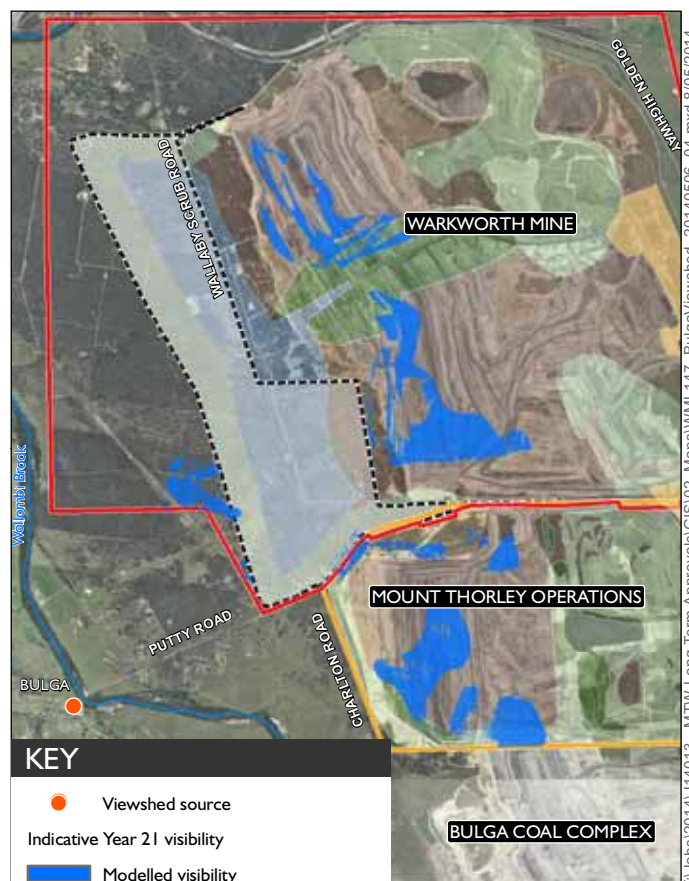 GOLDEN HIGHWAY
WALLABY SCRUB ROAD
WARKWORTH MINE
Wollombi Brook
MOUNT THORLEY OPERATIONS
PUTTY ROAD
CHARLTON ROAD
BULGA
KEY
Viewshed source
Indicative Year 21 visibility
Modelled visibility
BULGA COAL COMPLEX